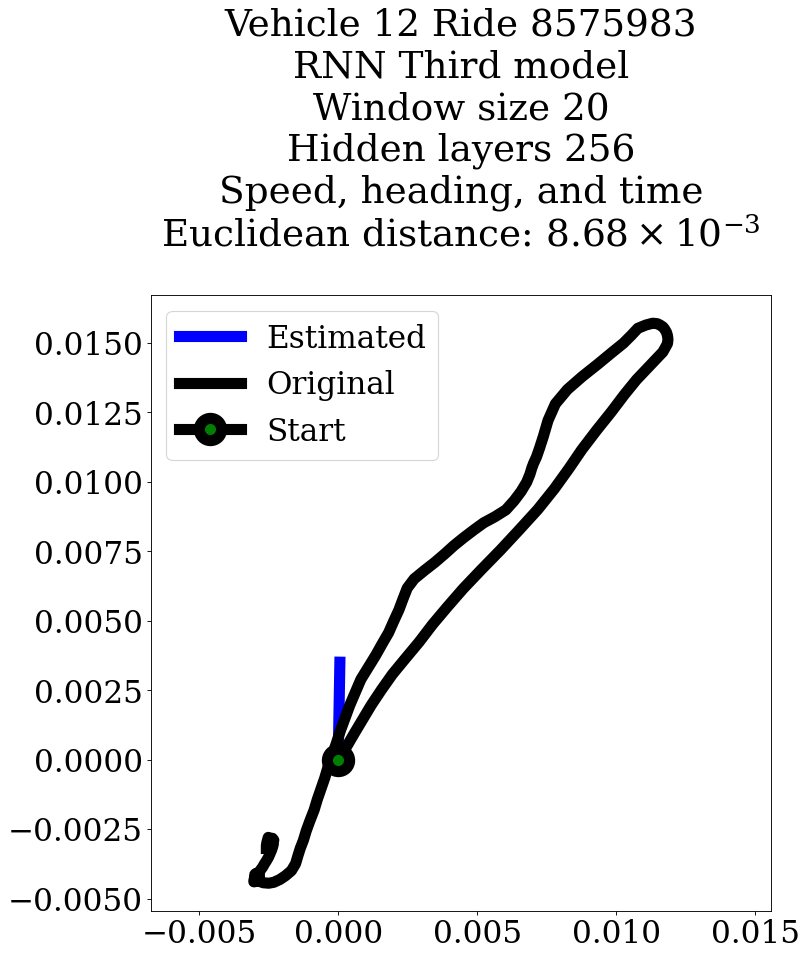 Vehicle 12 Ride 8575983
RNN Third model
Window size 20
Hidden layers 256
Speed, heading, and time
Euclidean distance: 8.68 × 10⁻³
Estimated
Original
Start
0.0150
0.0125
0.0100
0.0075
0.0050
0.0025
0.0000
−0.0025
−0.0050
−0.005 0.000 0.005 0.010 0.015